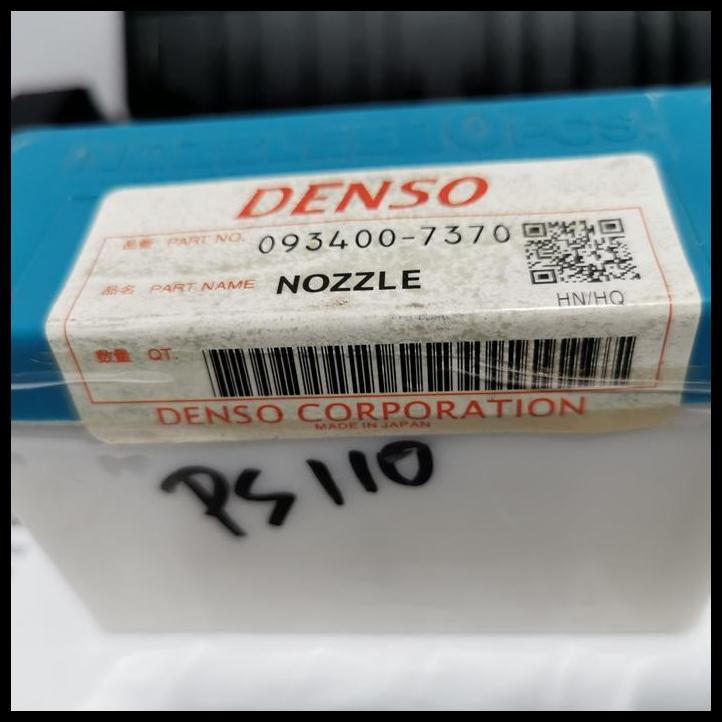 DENSO
品番 PART NO. 093400-7370
品名 PART NAME NOZZLE
HN/HQ
数量 QT.
DENSO CORPORATION
MADE IN JAPAN
PS110